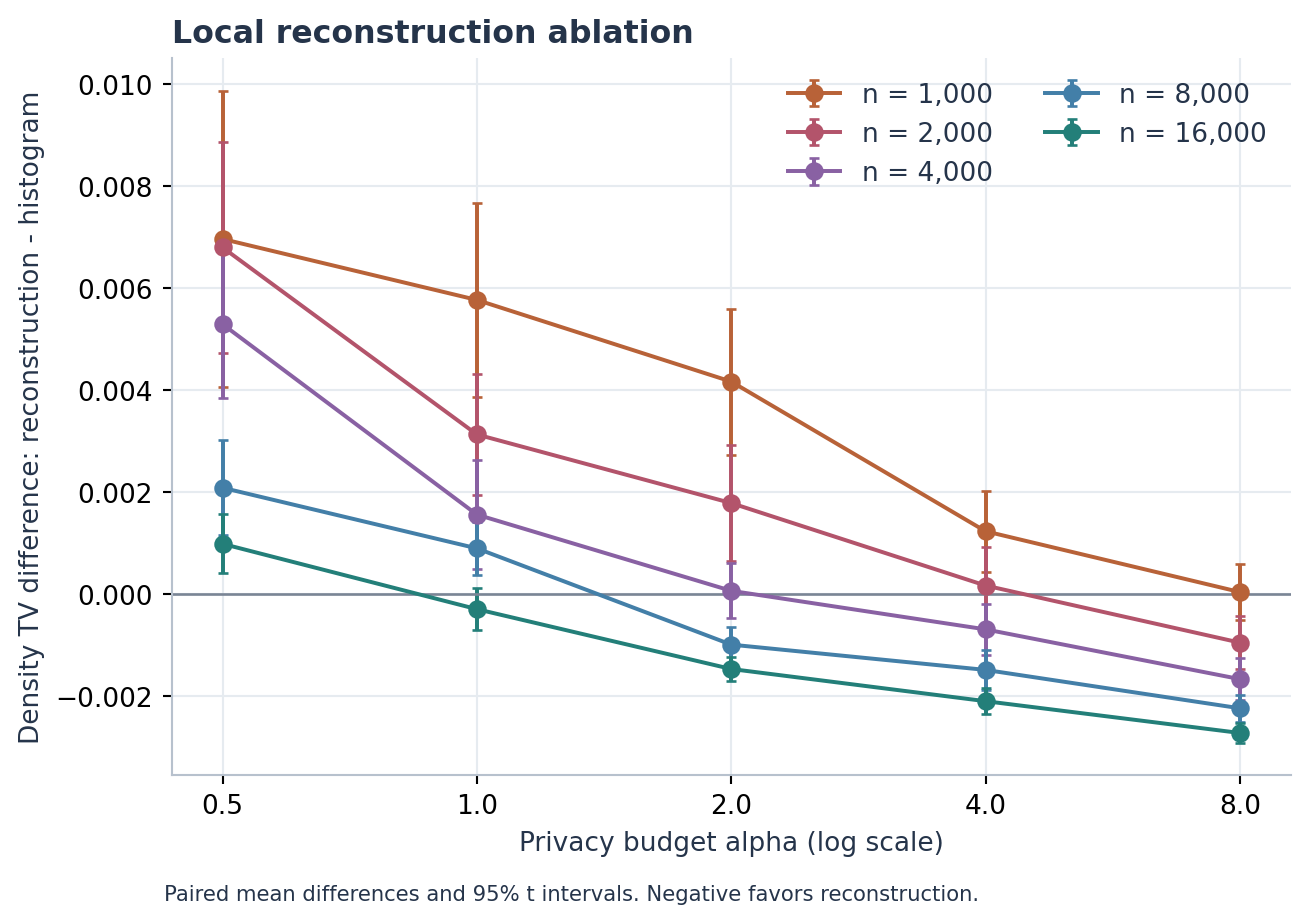 Local reconstruction ablation
Density TV difference: reconstruction - histogram
0.010
0.008
0.006
0.004
0.002
0.000
−0.002
n = 1,000
n = 2,000
n = 4,000
n = 8,000
n = 16,000
0.5
1.0
2.0
4.0
8.0
Privacy budget alpha (log scale)
Paired mean differences and 95% t intervals. Negative favors reconstruction.